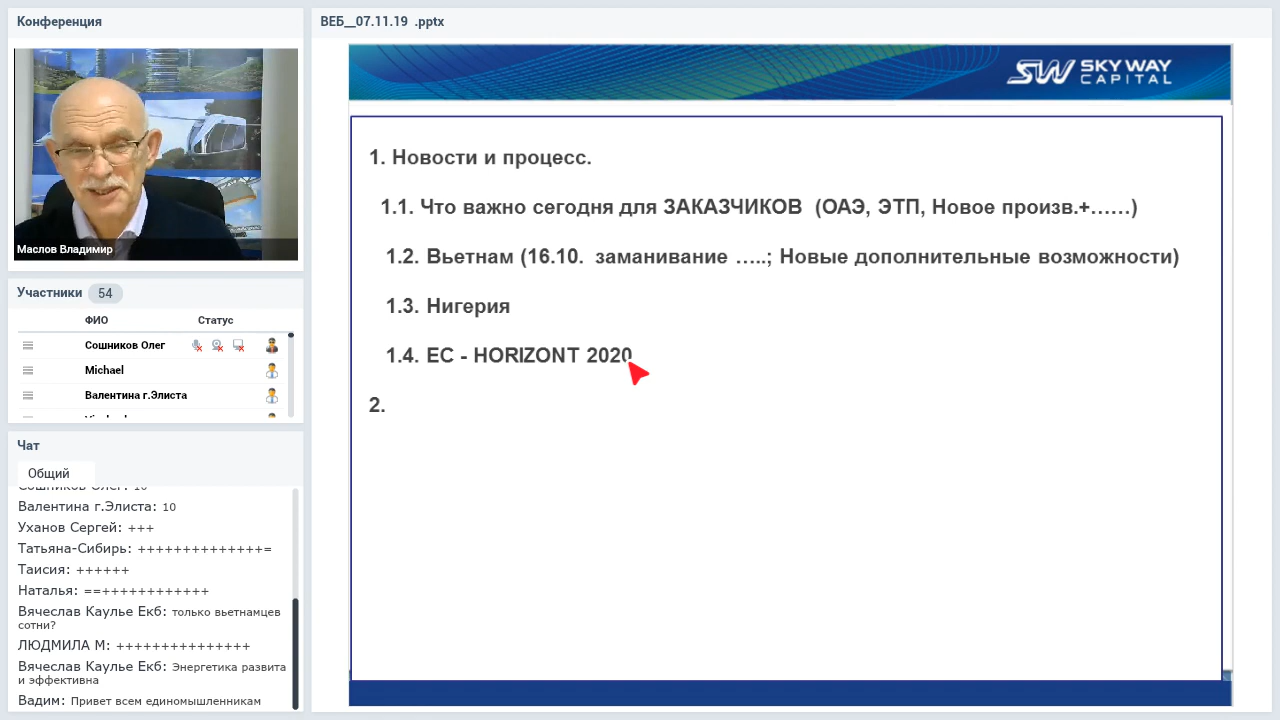 Конференция
Маслов Владимир
Участники 54
ФИО Статус
Сошников Олег
Michael
Валентина г.Элиста
Чат
Общий
Сошников Олег: 10
Валентина г.Элиста: 10
Уханов Сергей: +++
Татьяна-Сибирь: ++++++++++++++=
Таисия: ++++++
Наталья: ==++++++++++++
Вячеслав Каулье Екб: только вьетнамцев
сотни?
ЛЮДМИЛА М: +++++++++++++++
Вячеслав Каулье Екб: Энергетика развита
и эффективна
Вадим: Привет всем единомышленникам
ВЕБ__07.11.19 .pptx
SW SKY WAY
CAPITAL
1. Новости и процесс.
1.1. Что важно сегодня для ЗАКАЗЧИКОВ (ОАЭ, ЭТП, Новое произв.+……)
1.2. Вьетнам (16.10. заманивание …..; Новые дополнительные возможности)
1.3. Нигерия
1.4. ЕС - HORIZONT 2020
2.